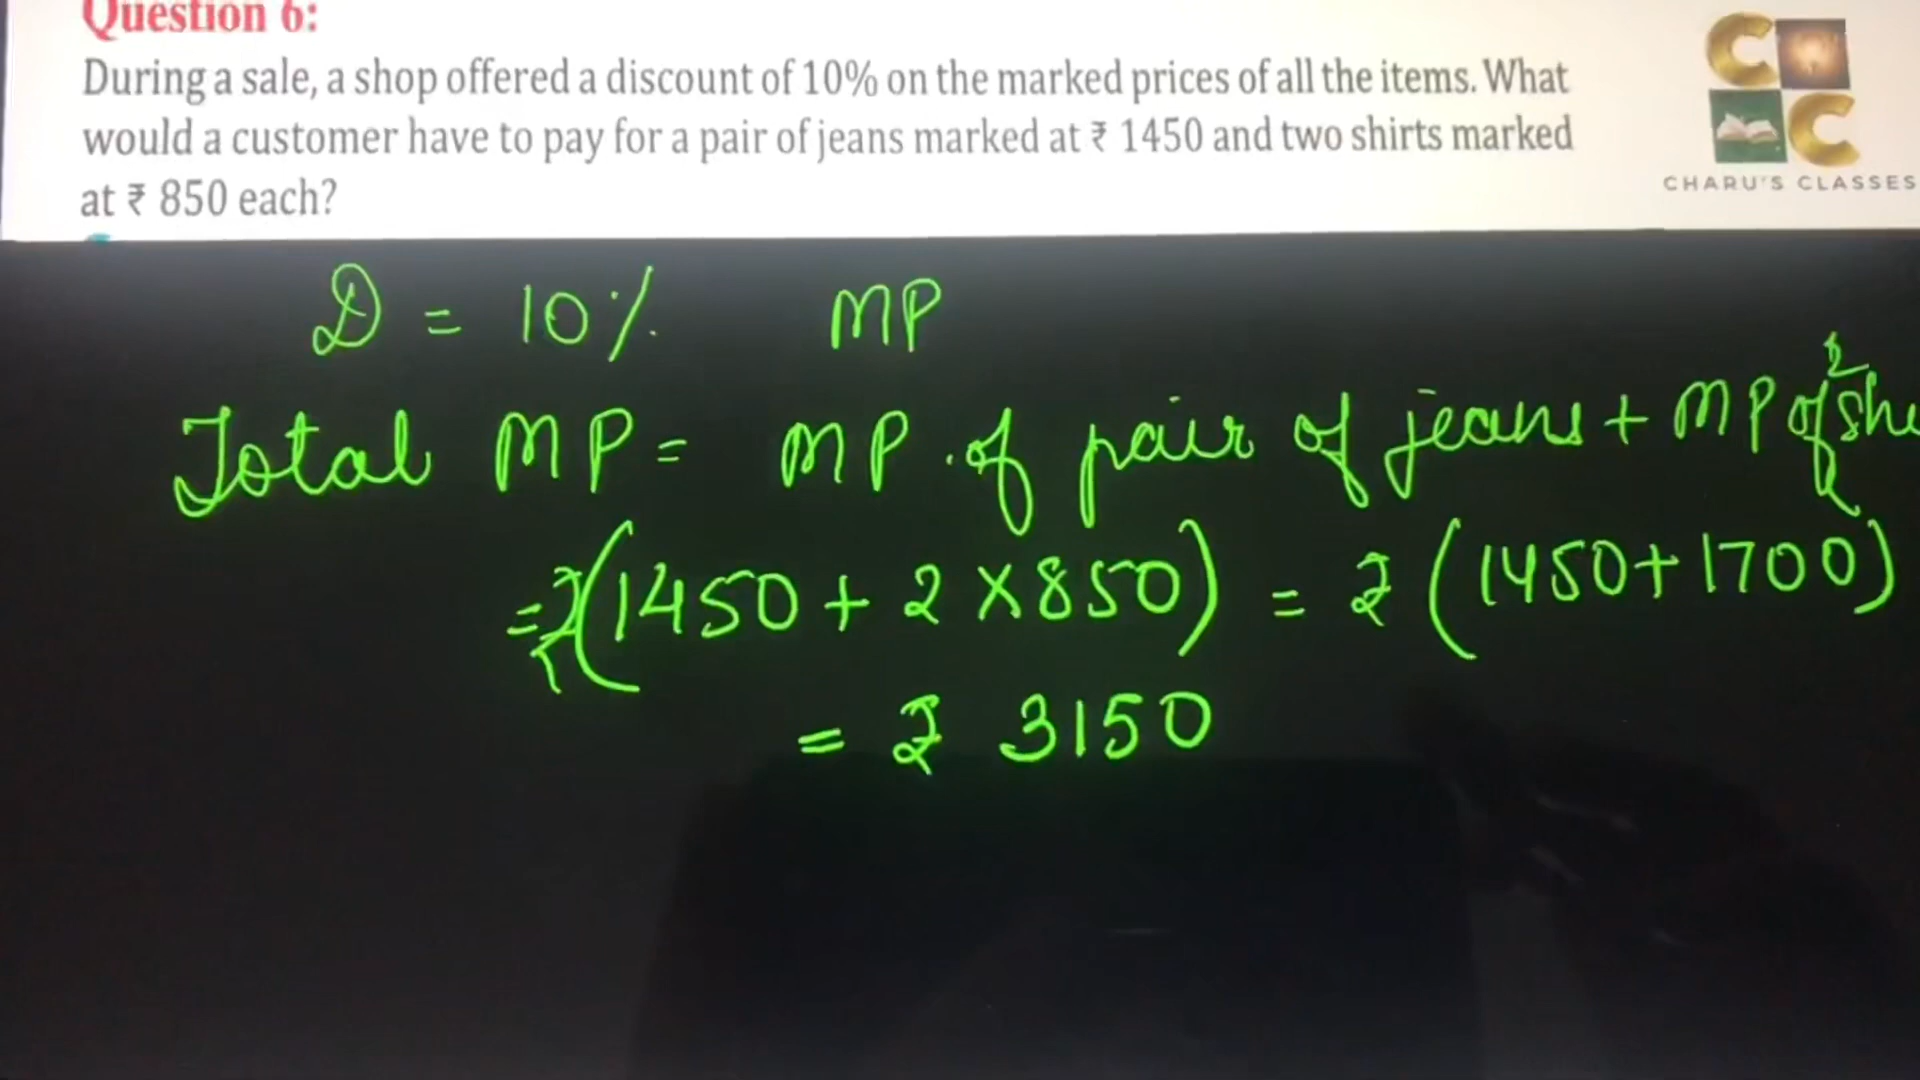 Question 6:
During a sale, a shop offered a discount of 10% on the marked prices of all the items. What
would a customer have to pay for a pair of jeans marked at ₹ 1450 and two shirts marked
at ₹ 850 each?
CHARU'S CLASSES
D = 10% MP
Total MP = MP of pair of jeans + MP of 2 sh
= ₹ (1450 + 2 × 850) = ₹ (1450 + 1700)
= ₹ 3150